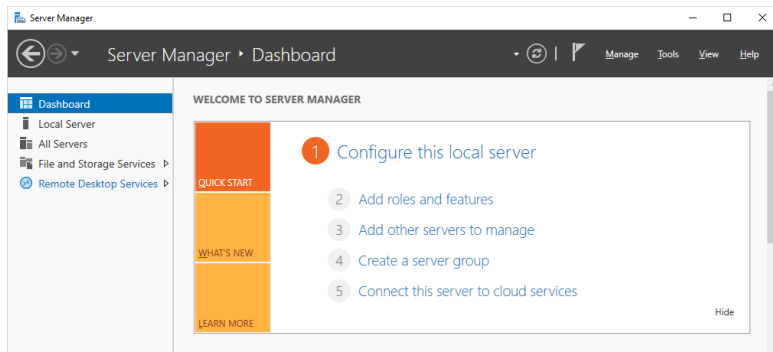 Server Manager
Server Manager • Dashboard
Manage Tools View Help
Dashboard
Local Server
All Servers
File and Storage Services
Remote Desktop Services
WELCOME TO SERVER MANAGER
QUICK START
WHAT'S NEW
LEARN MORE
1 Configure this local server
2 Add roles and features
3 Add other servers to manage
4 Create a server group
5 Connect this server to cloud services
Hide